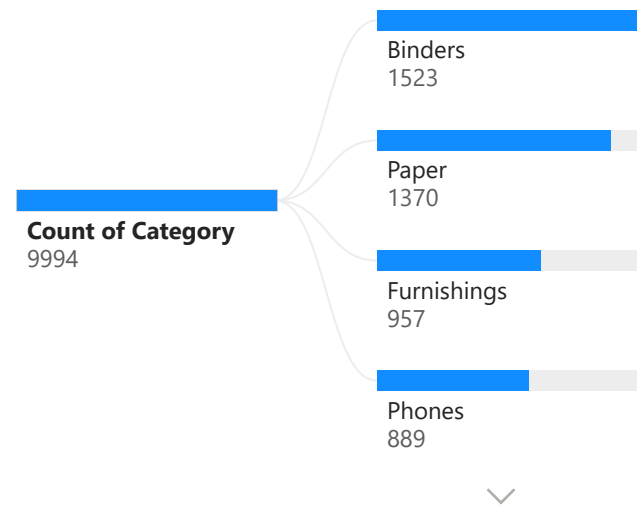 Binders
1523
Paper
1370
Count of Category
9994
Furnishings
957
Phones
889